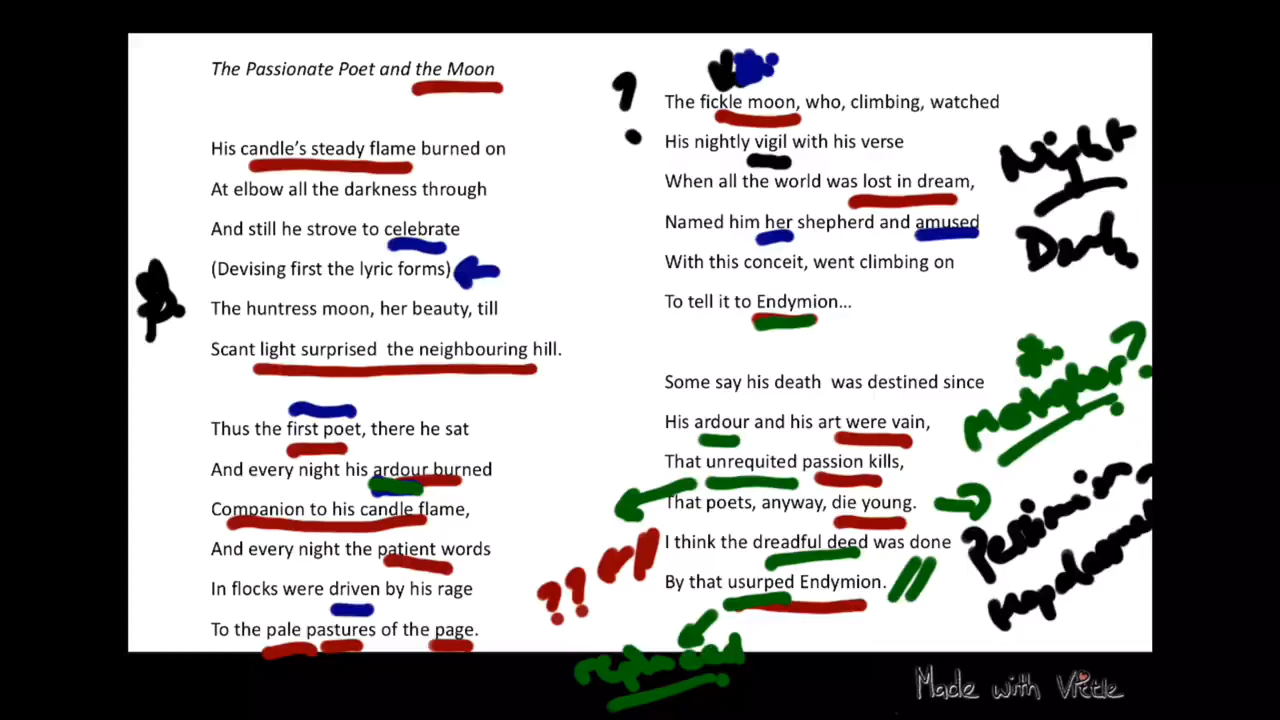 The Passionate Poet and the Moon
His candle's steady flame burned on
At elbow all the darkness through
And still he strove to celebrate
(Devising first the lyric forms)
The huntress moon, her beauty, till
Scant light surprised the neighbouring hill.
Thus the first poet, there he sat
And every night his ardour burned
Companion to his candle flame,
And every night the patient words
In flocks were driven by his rage
To the pale pastures of the page.
?
The fickle moon, who, climbing, watched
His nightly vigil with his verse
When all the world was lost in dream,
Named him her shepherd and amused
With this conceit, went climbing on
To tell it to Endymion...
Night
Dark
Some say his death was destined since
His ardour and his art were vain,
That unrequited passion kills,
That poets, anyway, die young.
I think the dreadful deed was done
By that usurped Endymion.
metaphor?
??
replaced
Made with Vittle